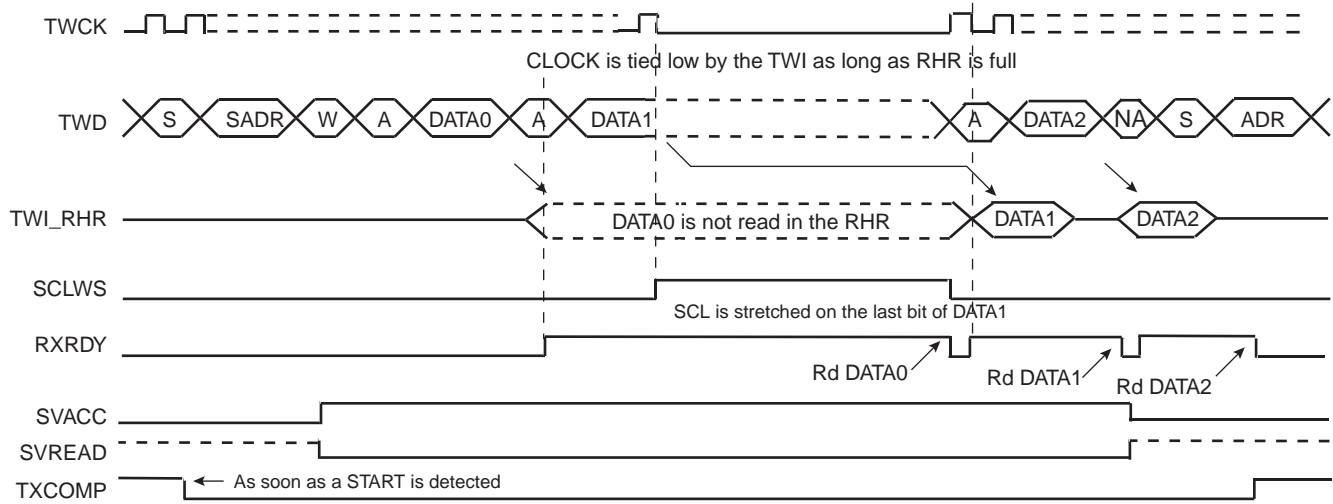 TWCK
CLOCK is tied low by the TWI as long as RHR is full
TWD S SADR W A DATA0 A DATA1 A DATA2 NA S ADR
TWI_RHR DATA0 is not read in the RHR DATA1 DATA2
SCLWS
SCL is stretched on the last bit of DATA1
RXRDY
Rd DATA0 Rd DATA1 Rd DATA2
SVACC
SVREAD
TXCOMP As soon as a START is detected